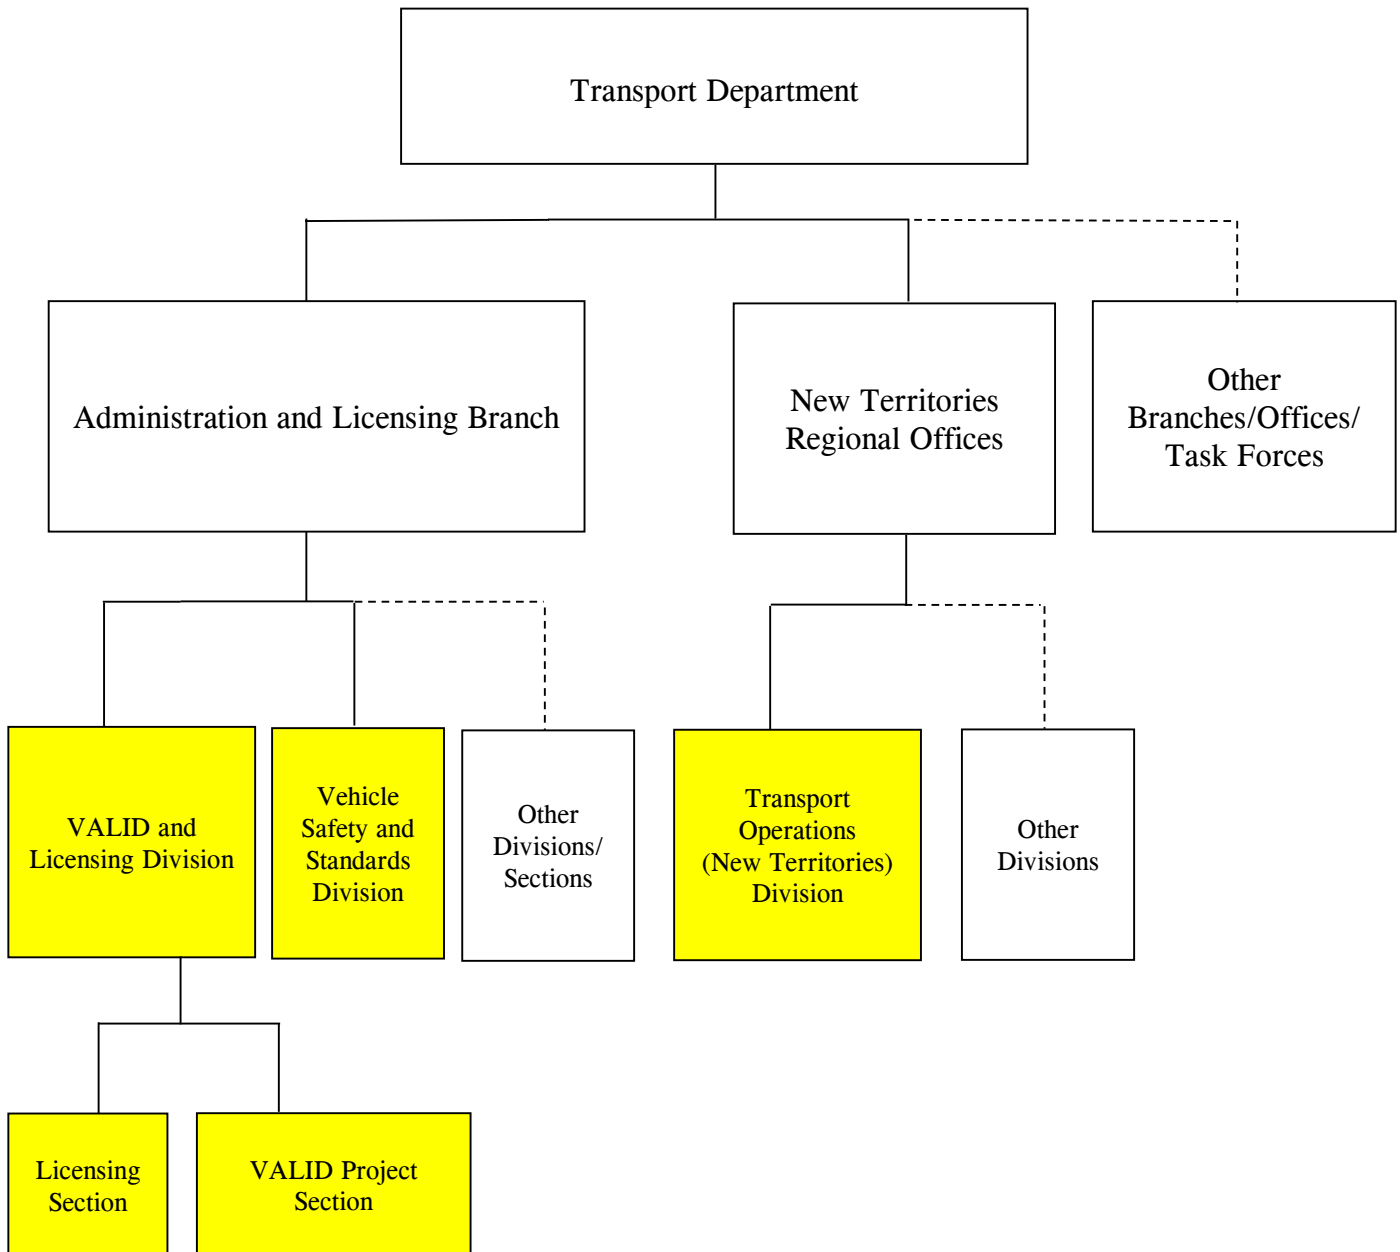 Transport Department
Administration and Licensing Branch
New Territories
Regional Offices
Other
Branches/Offices/
Task Forces
VALID and
Licensing Division
Vehicle
Safety and
Standards
Division
Other
Divisions/
Sections
Transport
Operations
(New Territories)
Division
Other
Divisions
Licensing
Section
VALID Project
Section